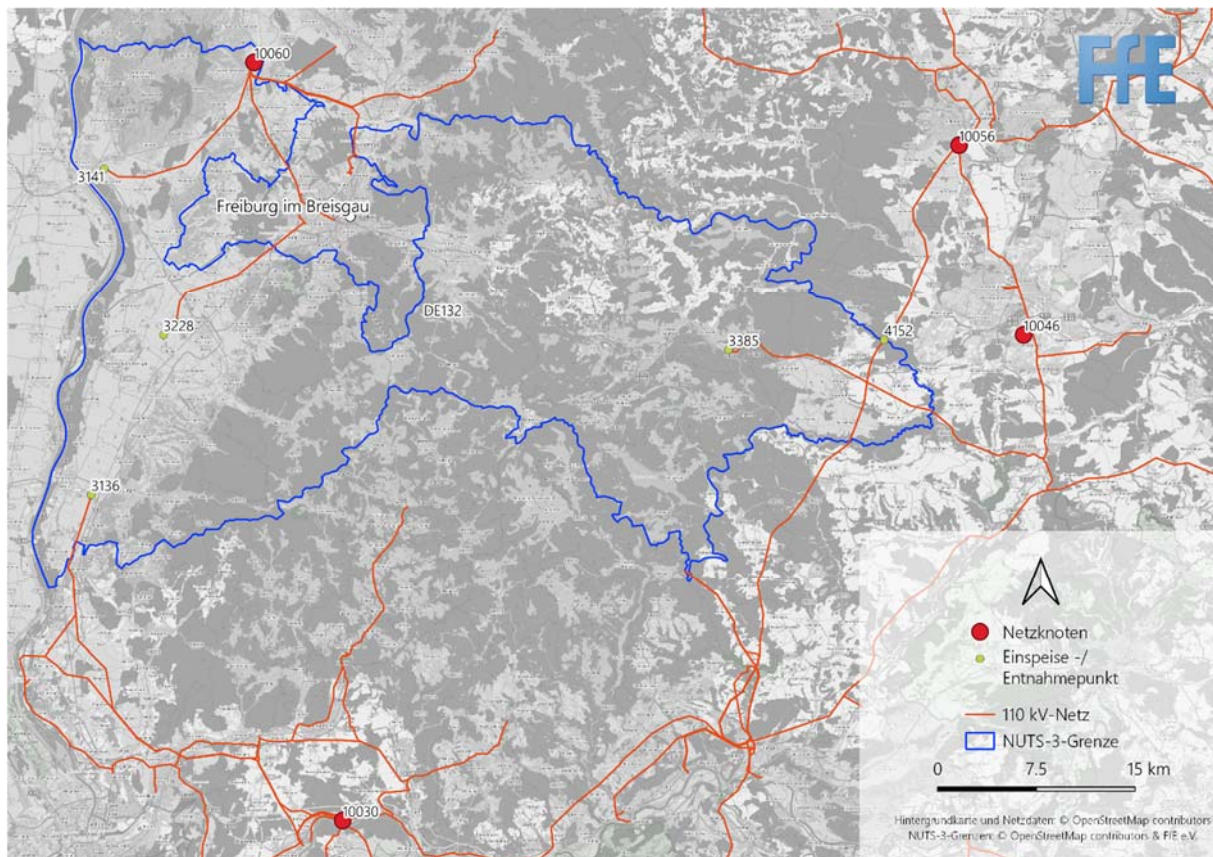 FfE
10060
10056
3141
Freiburg im Breisgau
DE132
3228
3385
4152
10046
3136
10030
Netzknoten
Einspeise -/
Entnahmepunkt
110 kV-Netz
NUTS-3-Grenze
0 7.5 15 km
Hintergrundkarte und Netzdaten: © OpenStreetMap contributors
NUTS-3-Grenzen: © OpenStreetMap contributors & FfE e.V.